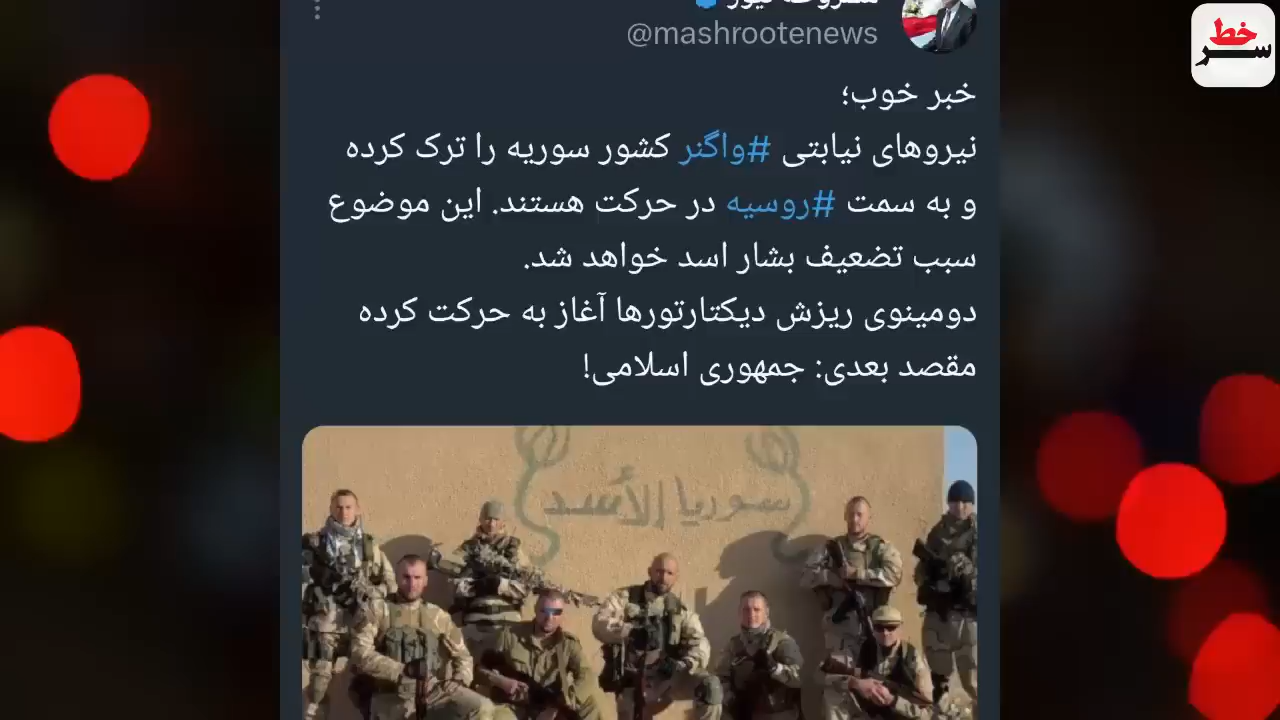 @mashrootenews
خط
سر
خبر خوب؛
نیروهای نیابتی #واگنر کشور سوریه را ترک کرده
و به سمت #روسیه در حرکت هستند. این موضوع
سبب تضعیف بشار اسد خواهد شد.
دومینوی ریزش دیکتارتورها آغاز به حرکت کرده
مقصد بعدی: جمهوری اسلامی!
سوريا الأسد